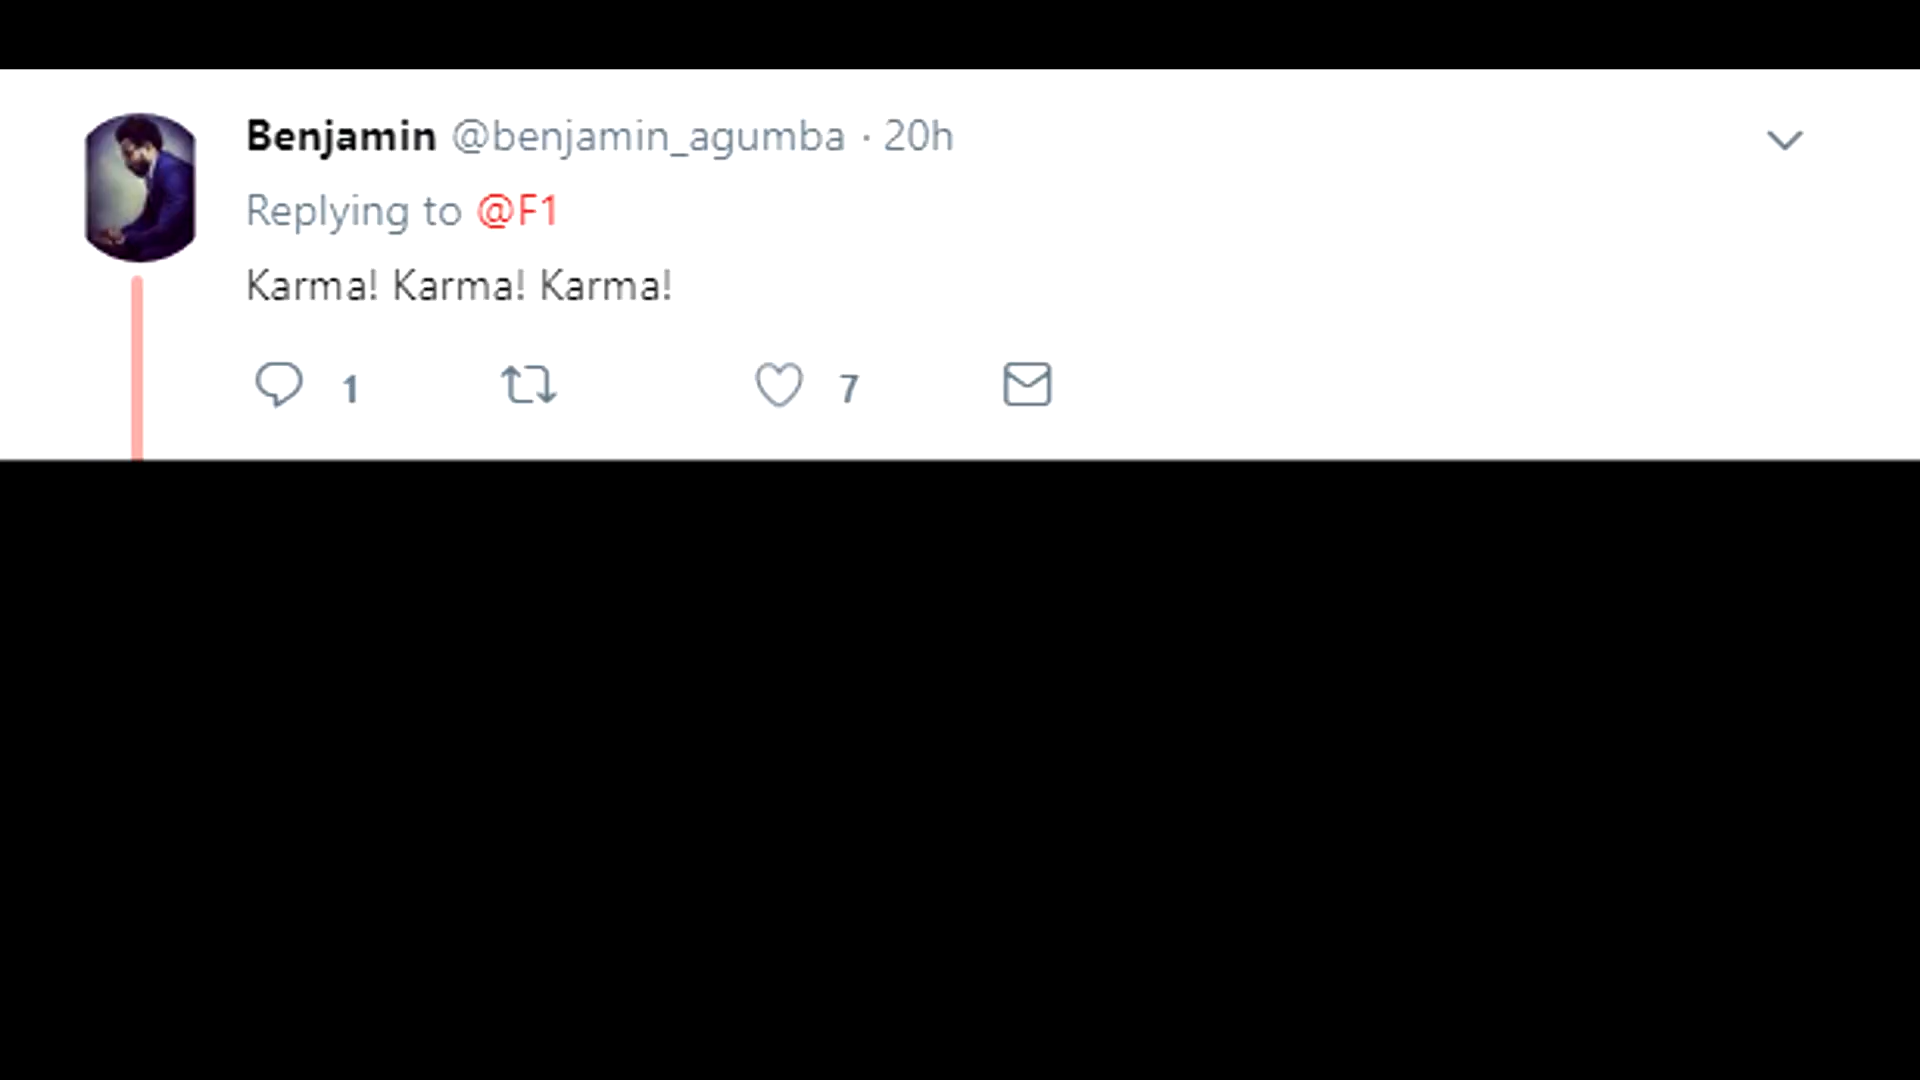 Benjamin @benjamin_agumba · 20h
Replying to @F1
Karma! Karma! Karma!
1 7